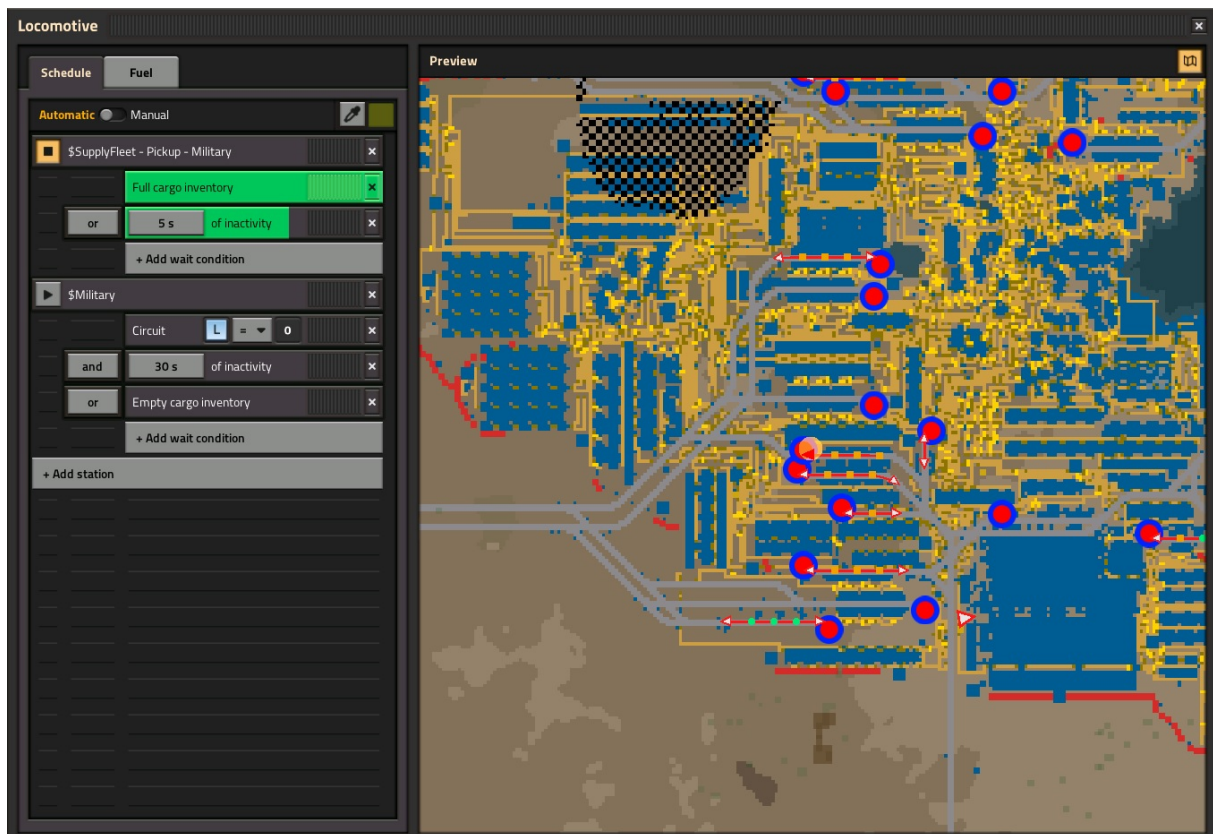 Locomotive
Schedule
Fuel
Automatic
Manual
$SupplyFleet - Pickup - Military
Full cargo inventory
or
5 s
of inactivity
+ Add wait condition
$Military
Circuit
L
=
0
and
30 s
of inactivity
or
Empty cargo inventory
+ Add wait condition
+ Add station
Preview